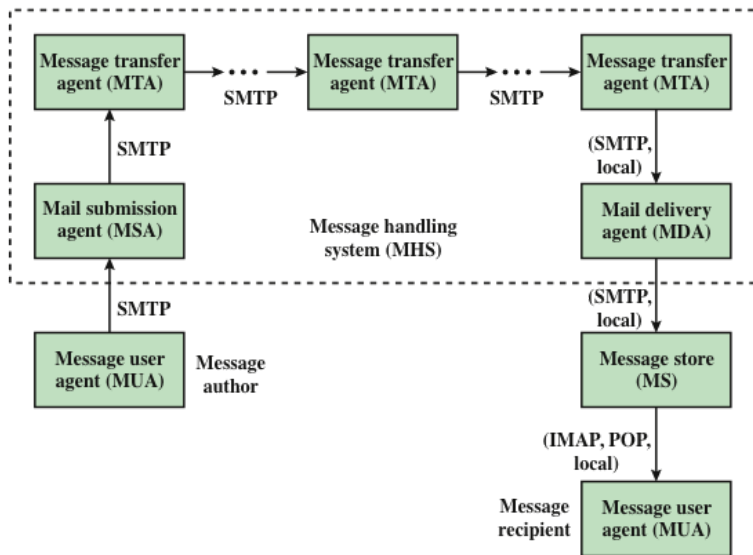 Message transfer
agent (MTA)
SMTP
Message transfer
agent (MTA)
SMTP
Message transfer
agent (MTA)
SMTP
(SMTP,
local)
Mail submission
agent (MSA)
Message handling
system (MHS)
Mail delivery
agent (MDA)
SMTP
(SMTP,
local)
Message user
agent (MUA)
Message
author
Message store
(MS)
(IMAP, POP,
local)
Message
recipient
Message user
agent (MUA)